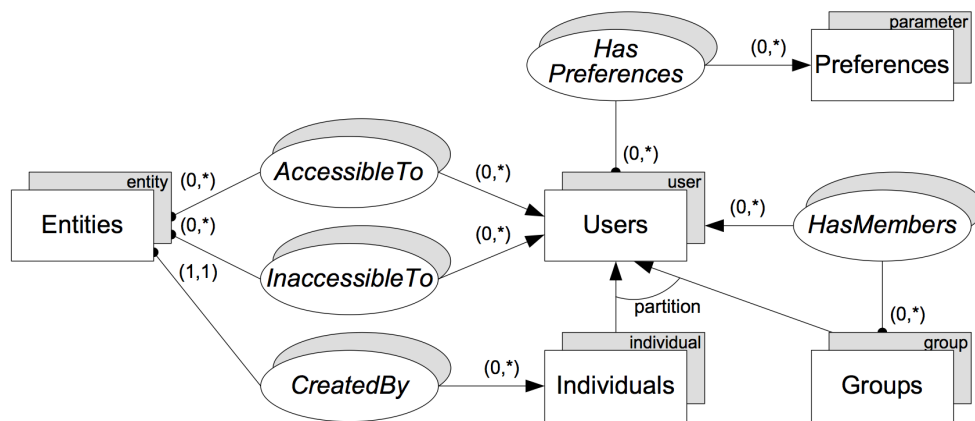 parameter
Has
Preferences
(0,*)
Preferences
(0,*)
AccessibleTo
(0,*)
entity
(0,*)
user
Entities
(0,*)
Users
(0,*)
HasMembers
(0,*)
InaccessibleTo
(1,1)
partition
(0,*)
individual
group
(0,*)
CreatedBy
Individuals
Groups